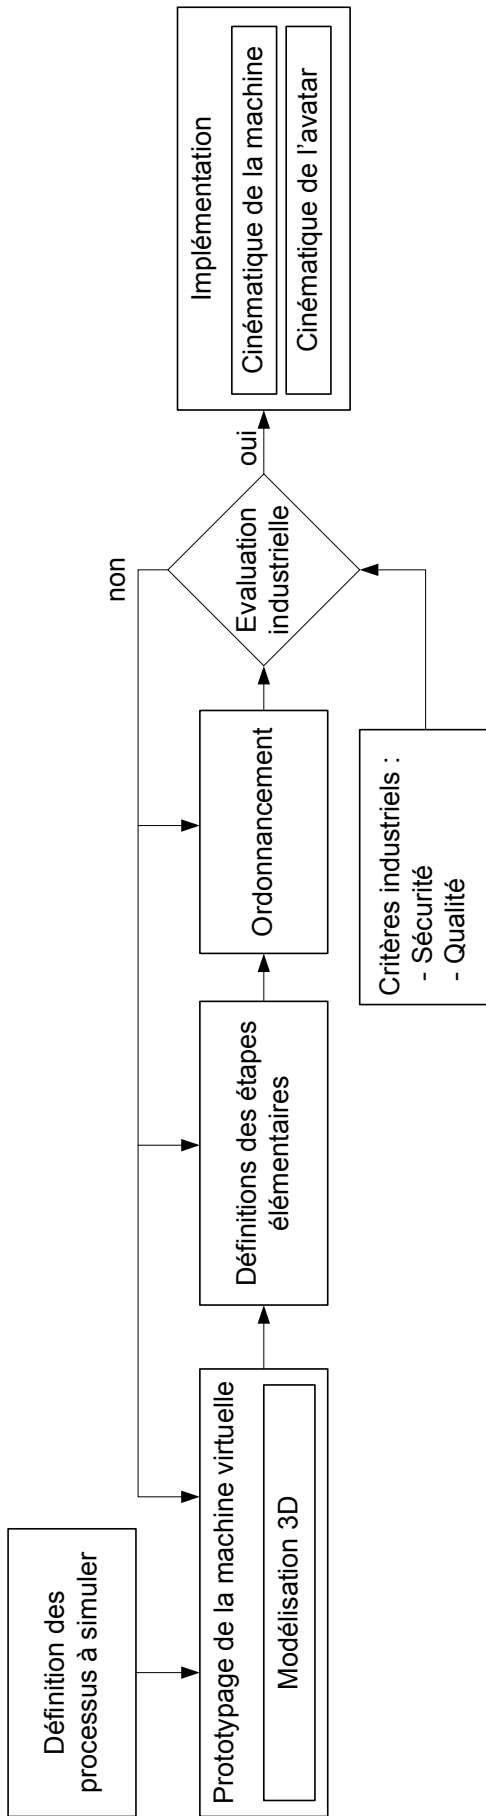 Définition des
processus à simuler
Prototypage de la machine virtuelle
Modélisation 3D
Définitions des étapes
élémentaires
Ordonnancement
Critères industriels :
- Sécurité
- Qualité
Evaluation
industrielle
non
oui
Implémentation
Cinématique de la machine
Cinématique de l'avatar